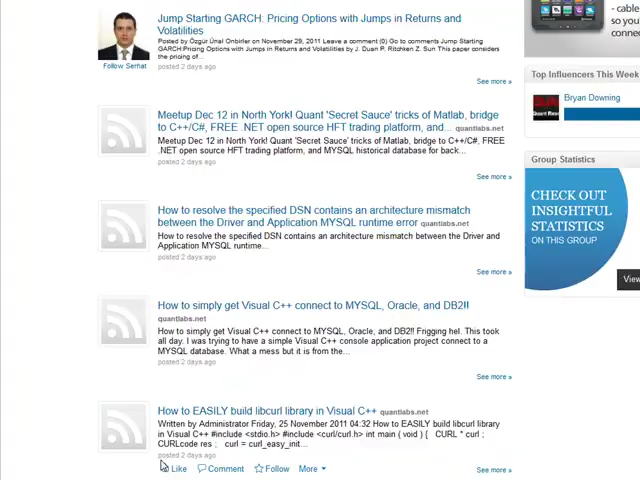 Jump Starting GARCH: Pricing Options with Jumps in Returns and
Volatilities
Posted by Özgür Ünal Onbirler on November 29, 2011 Leave a comment (0) Go to comments Jump Starting
GARCH:Pricing Options with Jumps in Returns and Volatilities by J. Duan P. Ritchken Z. Sun This paper considers
the pricing of...
Follow Serhat
posted 2 days ago
See more »
Meetup Dec 12 in North York! Quant 'Secret Sauce' tricks of Matlab, bridge
to C++/C#, FREE .NET open source HFT trading platform, and... quantlabs.net
Meetup Dec 12 in North York! Quant 'Secret Sauce' tricks of Matlab, bridge to C++/C#, FREE
.NET open source HFT trading platform, and MYSQL historical database for back...
posted 2 days ago
See more »
How to resolve the specified DSN contains an architecture mismatch
between the Driver and Application MYSQL runtime error quantlabs.net
How to resolve the specified DSN contains an architecture mismatch between the Driver and
Application MYSQL runtime...
posted 2 days ago
See more »
How to simply get Visual C++ connect to MYSQL, Oracle, and DB2!!
quantlabs.net
How to simply get Visual C++ connect to MYSQL, Oracle, and DB2!! Frigging hel. This took
all day. I was trying to have a simple Visual C++ console application project connect to a
MYSQL database. What a mess but it is from the...
posted 2 days ago
See more »
How to EASILY build libcurl library in Visual C++ quantlabs.net
Written by Administrator Friday, 25 November 2011 04:32 How to EASILY build libcurl library
in Visual C++ #include <stdio.h> #include <curl/curl.h> int main ( void ) { CURL * curl ;
CURLcode res ; curl = curl_easy_init...
posted 2 days ago
Like Comment Follow More
See more »
- cable
so you
connec
Top Influencers This Week
Bryan Downing
Group Statistics
CHECK OUT
INSIGHTFUL
STATISTICS
ON THIS GROUP
View